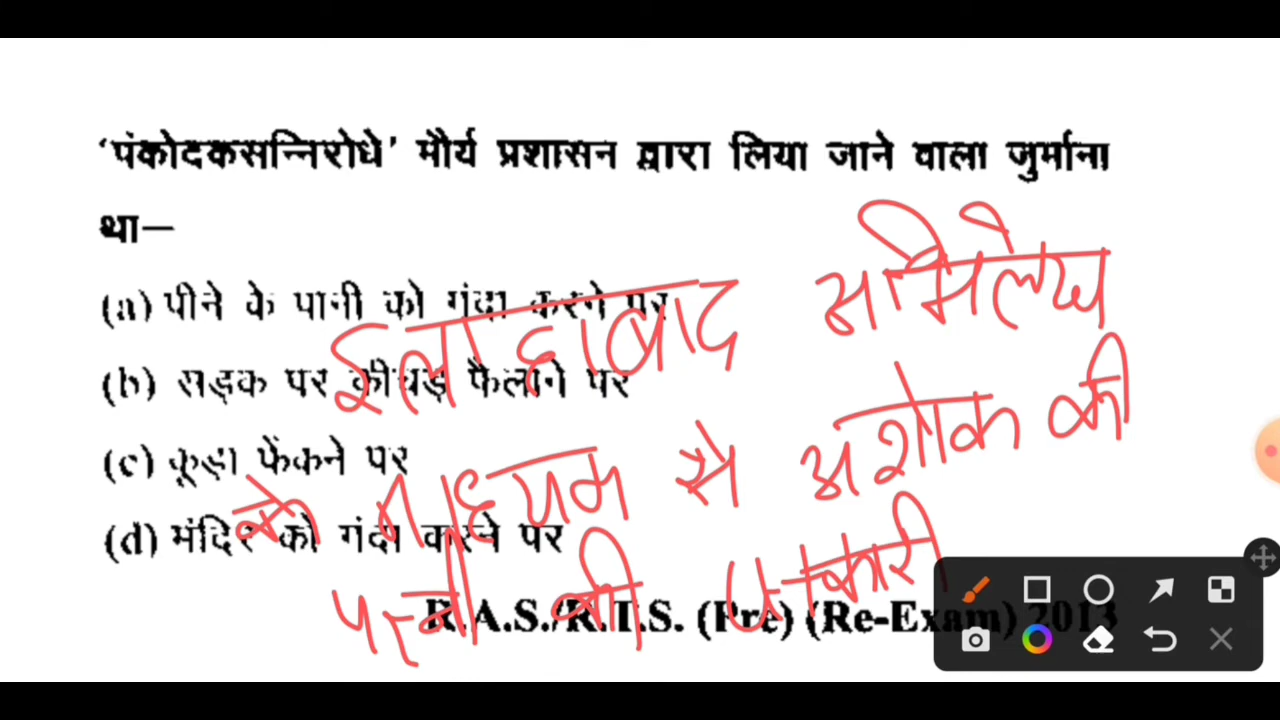 ‘पंकोदकसन्निरोधे’ मौर्य प्रशासन द्वारा लिया जाने वाला जुर्माना
था—
(a) पीने के पानी को गंदा करने पर
(b) सड़क पर कीचड़ फैलाने पर
(c) कूड़ा फेंकने पर
(d) मंदिर को गंदा करने पर
R.A.S./R.T.S. (Pre) (Re-Exam) 2013
इलाहाबाद अभिलेख
के माध्यम से अशोक की
पत्नी की